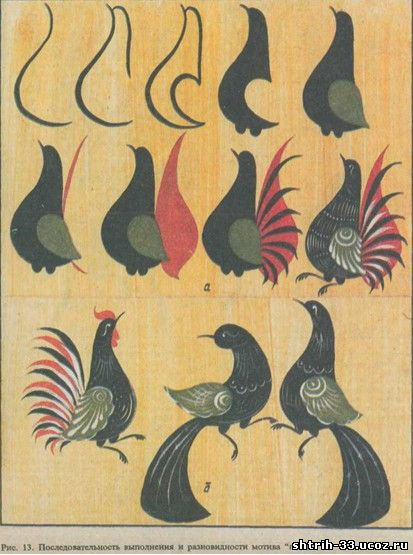 а
б
Рис. 13. Последовательность выполнения и разновидности мотива
shtrih-33.ucoz.ru